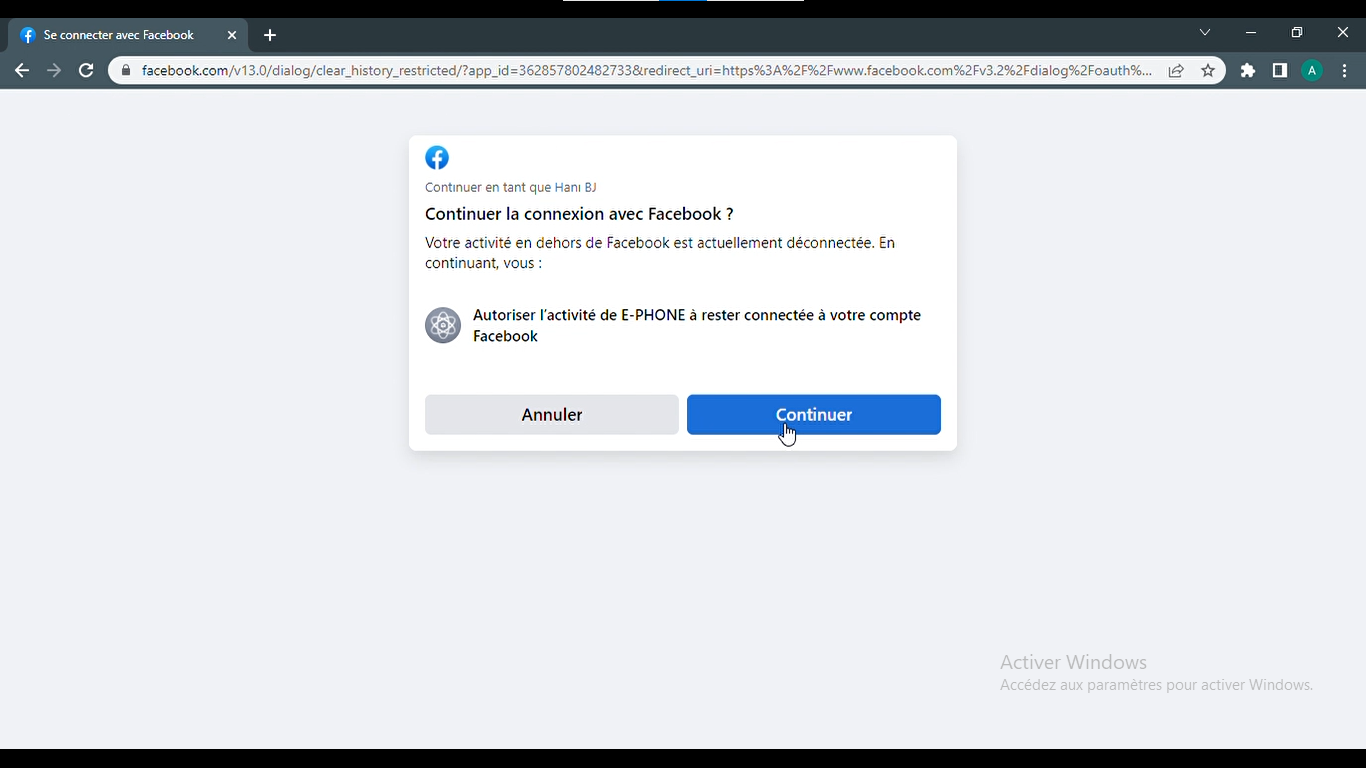 Se connecter avec Facebook
facebook.com/v13.0/dialog/clear_history_restricted/?app_id=362857802482733&redirect_uri=https%3A%2F%2Fwww.facebook.com%2Fv3.2%2Fdialog%2Foauth%...
A
Continuer en tant que Hani BJ
Continuer la connexion avec Facebook ?
Votre activité en dehors de Facebook est actuellement déconnectée. En
continuant, vous :
Autoriser l'activité de E-PHONE à rester connectée à votre compte
Facebook
Annuler
Continuer
Activer Windows
Accédez aux paramètres pour activer Windows.